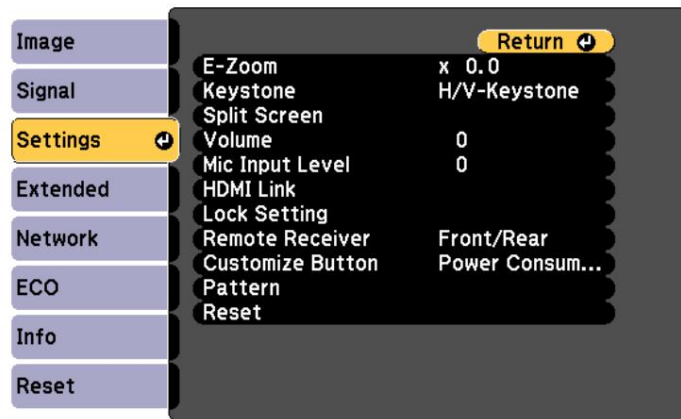 Image
Signal
Settings
Extended
Network
ECO
Info
Reset
Return
E-Zoom x 0.0
Keystone H/V-Keystone
Split Screen
Volume 0
Mic Input Level 0
HDMI Link
Lock Setting
Remote Receiver Front/Rear
Customize Button Power Consum...
Pattern
Reset